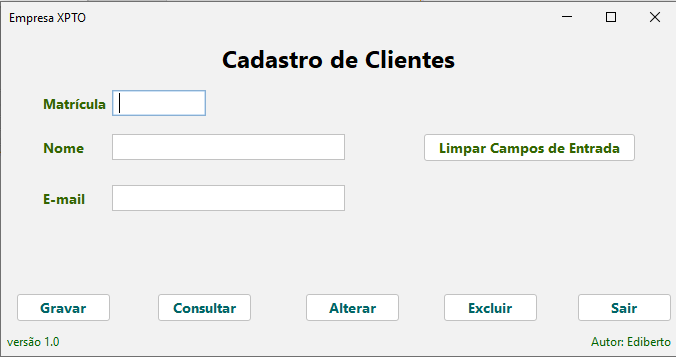 Empresa XPTO
Cadastro de Clientes
Matrícula
Nome
Limpar Campos de Entrada
E-mail
Gravar Consultar Alterar Excluir Sair
versão 1.0 Autor: Ediberto